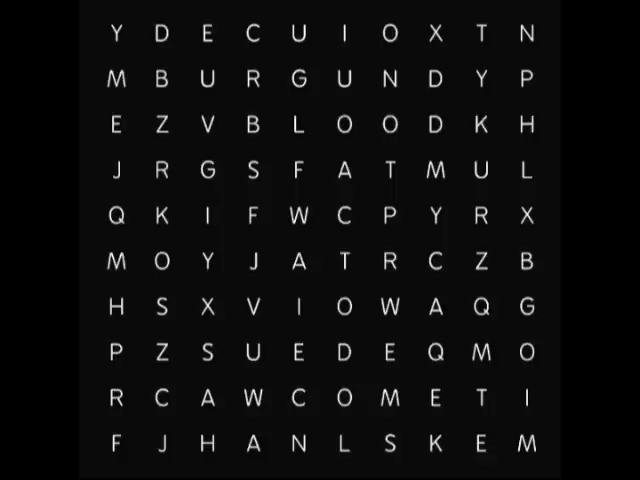 Y D E C U I O X T N
M B U R G U N D Y P
E Z V B L O O D K H
J R G S F A T M U L
Q K I F W C P Y R X
M O Y J A T R C Z B
H S X V I O W A Q G
P Z S U E D E Q M O
R C A W C O M E T I
F J H A N L S K E M